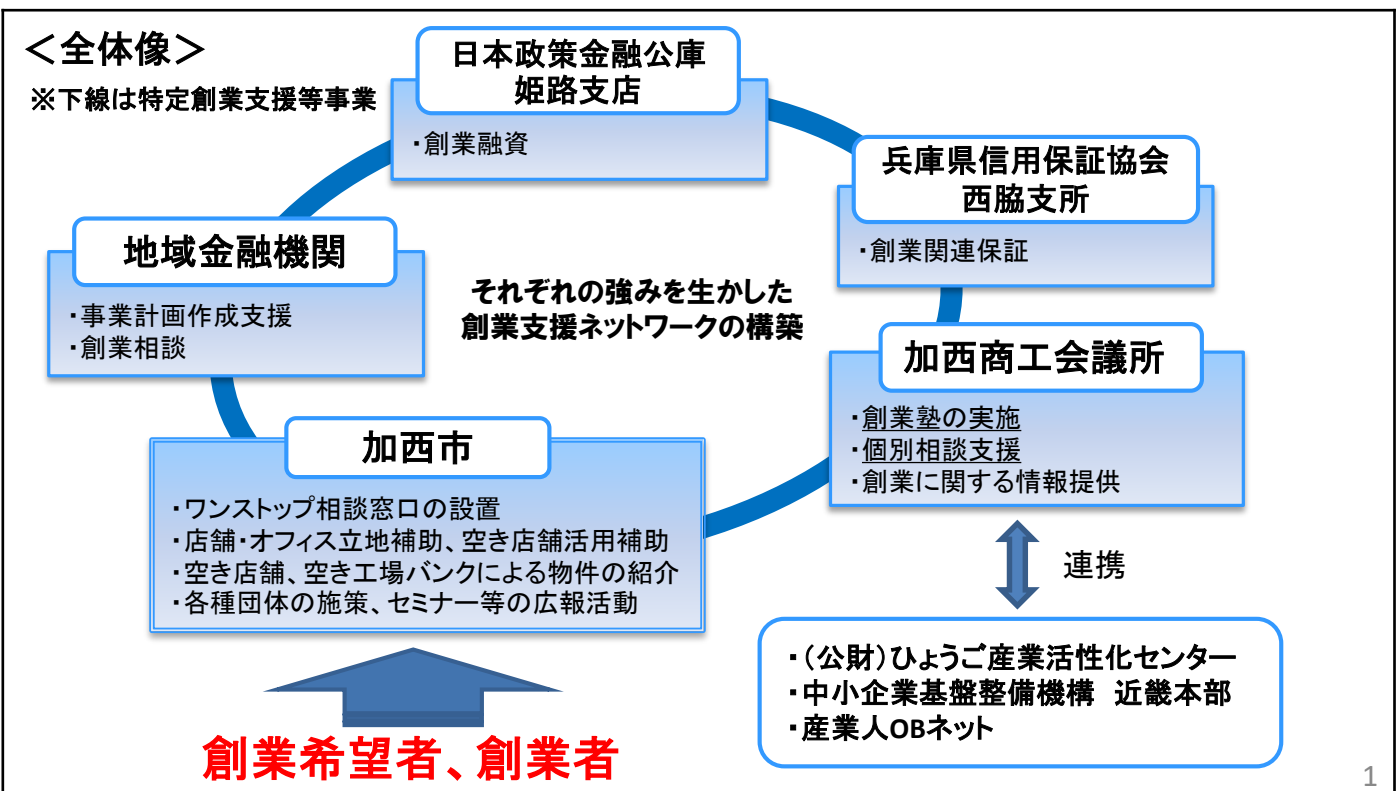 ＜全体像＞
※下線は特定創業支援等事業
日本政策金融公庫
姫路支店
・創業融資
兵庫県信用保証協会
西脇支所
・創業関連保証
地域金融機関
・事業計画作成支援
・創業相談
それぞれの強みを生かした
創業支援ネットワークの構築
加西商工会議所
・創業塾の実施
・個別相談支援
・創業に関する情報提供
加西市
・ワンストップ相談窓口の設置
・店舗・オフィス立地補助、空き店舗活用補助
・空き店舗、空き工場バンクによる物件の紹介
・各種団体の施策、セミナー等の広報活動
連携
・（公財）ひょうご産業活性化センター
・中小企業基盤整備機構　近畿本部
・産業人OBネット
創業希望者、創業者
1